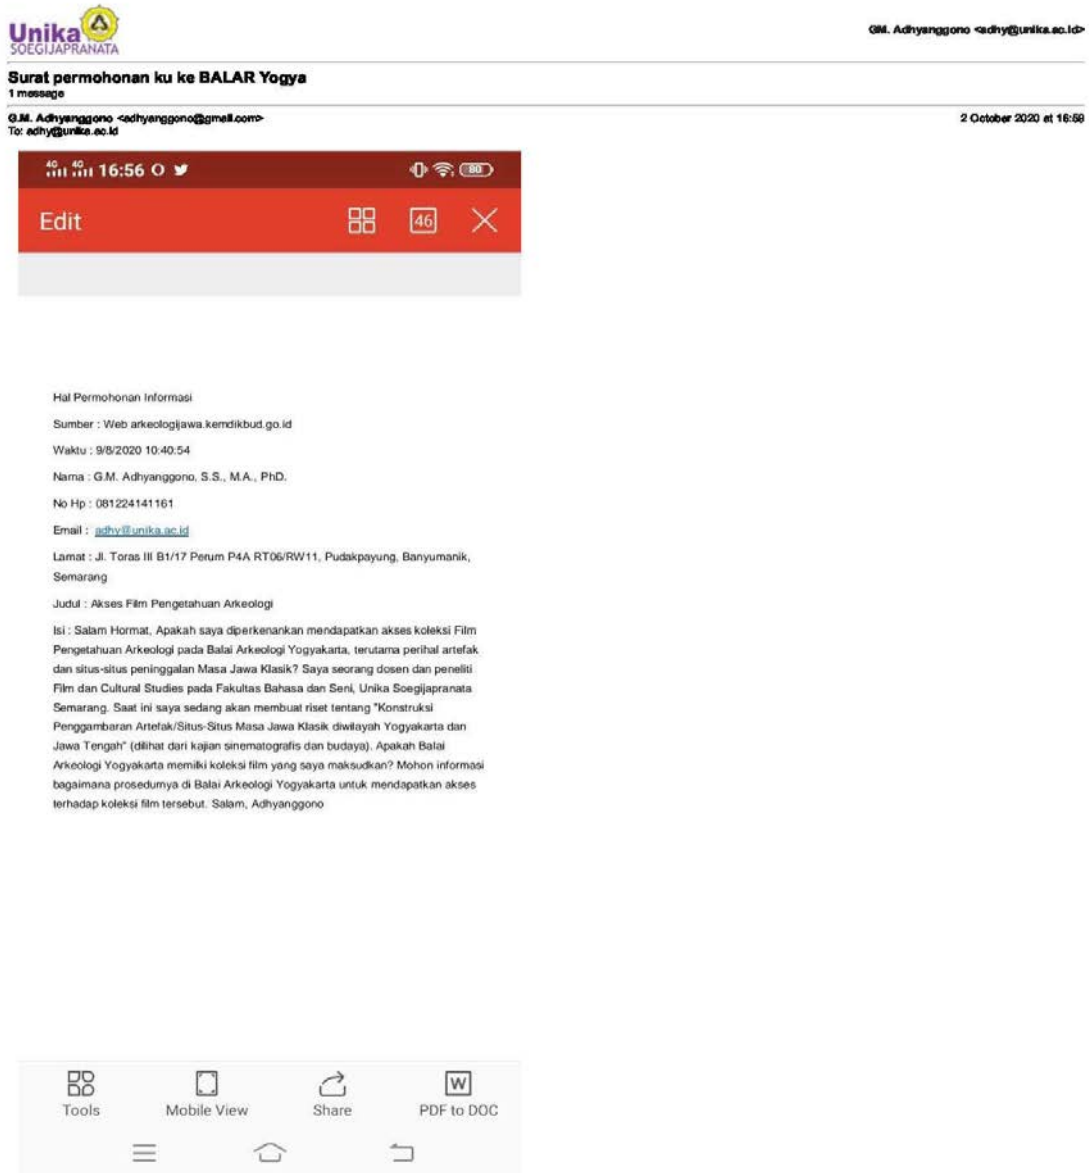 Unika
SOEGIJAPRANATA
GM. Adhyanggono <adhy@unika.ac.id>
Surat permohonan ku ke BALAR Yogya
1 message
G.M. Adhyanggono <adhyanggono@gmail.com>
2 October 2020 at 16:58
To: adhy@unika.ac.id
4G 4G 16:56 80
Edit 46
Hal Permohonan Informasi
Sumber : Web arkeologijawa.kemdikbud.go.id
Waktu : 9/8/2020 10:40:54
Nama : G.M. Adhyanggono, S.S., M.A., PhD.
No Hp : 081224141161
Email : adhy@unika.ac.id
Lamat : Jl. Toras III B1/17 Perum P4A RT06/RW11, Pudakpayung, Banyumanik,
Semarang
Judul : Akses Film Pengetahuan Arkeologi
Isi : Salam Hormat, Apakah saya diperkenankan mendapatkan akses koleksi Film
Pengetahuan Arkeologi pada Balai Arkeologi Yogyakarta, terutama perihal artefak
dan situs-situs peninggalan Masa Jawa Klasik? Saya seorang dosen dan peneliti
Film dan Cultural Studies pada Fakultas Bahasa dan Seni, Unika Soegijapranata
Semarang. Saat ini saya sedang akan membuat riset tentang "Konstruksi
Penggambaran Artefak/Situs-Situs Masa Jawa Klasik diwilayah Yogyakarta dan
Jawa Tengah" (dilihat dari kajian sinematografis dan budaya). Apakah Balai
Arkeologi Yogyakarta memilki koleksi film yang saya maksudkan? Mohon informasi
bagaimana prosedurnya di Balai Arkeologi Yogyakarta untuk mendapatkan akses
terhadap koleksi film tersebut. Salam, Adhyanggono
Tools Mobile View Share PDF to DOC